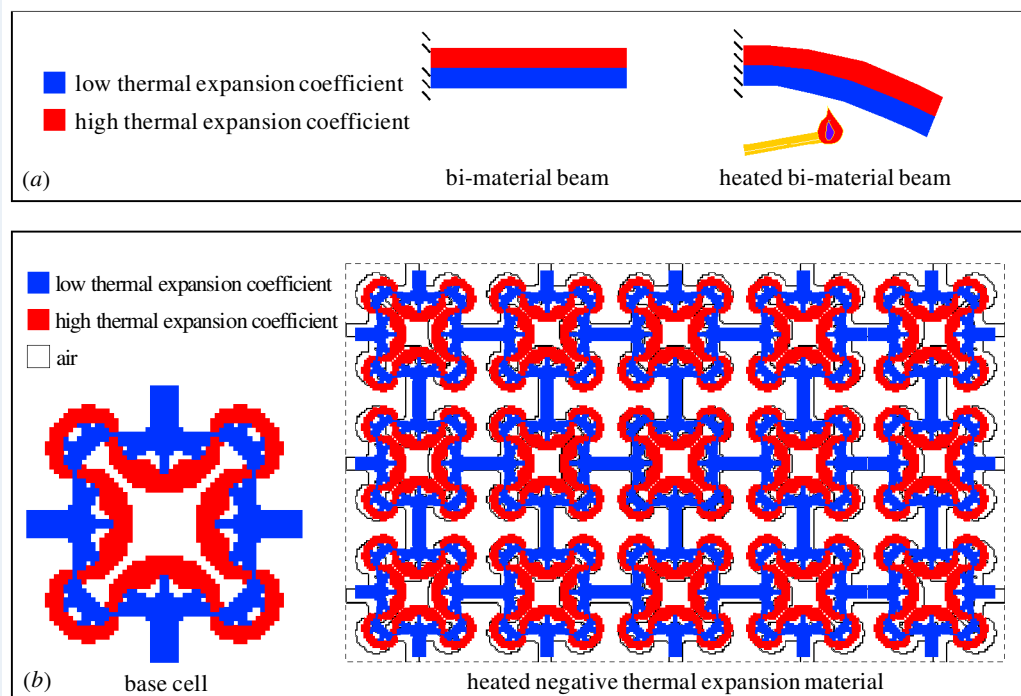 low thermal expansion coefficient
high thermal expansion coefficient
(a)
bi-material beam
heated bi-material beam
low thermal expansion coefficient
high thermal expansion coefficient
air
(b)
base cell
heated negative thermal expansion material